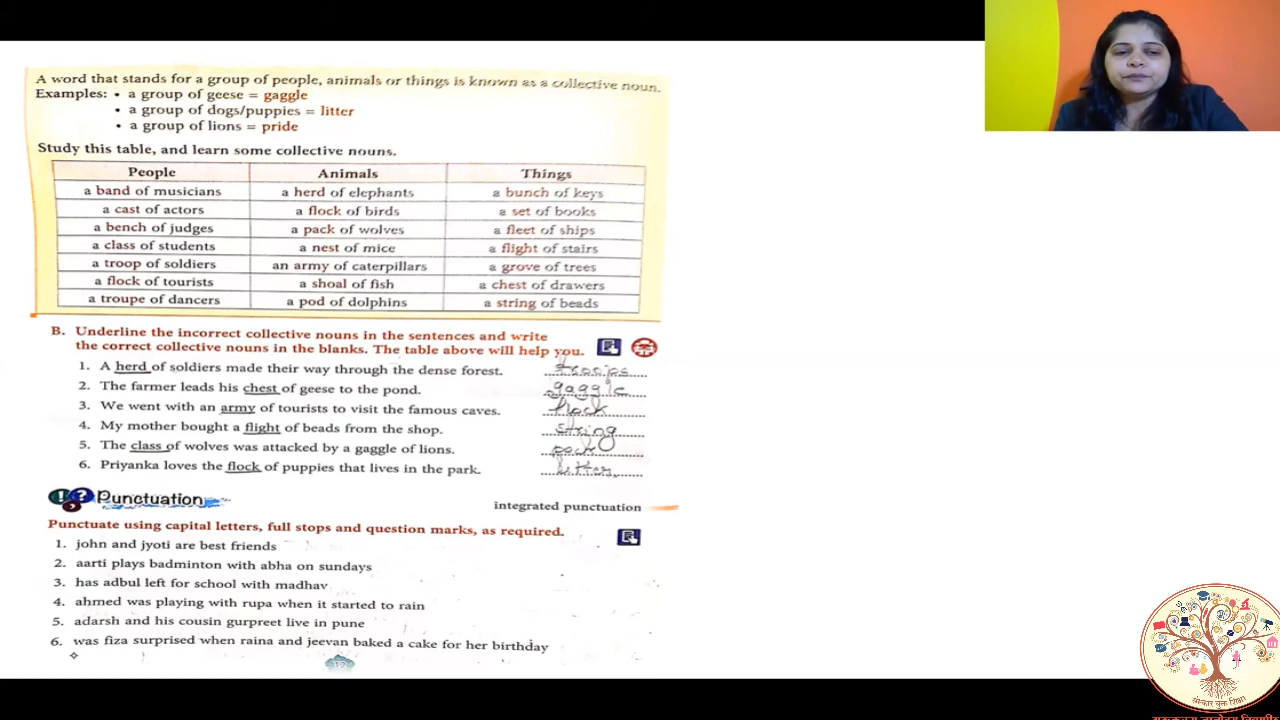 A word that stands for a group of people, animals or things is known as a collective noun.
Examples: • a group of geese = gaggle
• a group of dogs/puppies = litter
• a group of lions = pride
Study this table, and learn some collective nouns.
People Animals Things
a band of musicians a herd of elephants a bunch of keys
a cast of actors a flock of birds a set of books
a bench of judges a pack of wolves a fleet of ships
a class of students a nest of mice a flight of stairs
a troop of soldiers an army of caterpillars a grove of trees
a flock of tourists a shoal of fish a chest of drawers
a troupe of dancers a pod of dolphins a string of beads
B. Underline the incorrect collective nouns in the sentences and write
the correct collective nouns in the blanks. The table above will help you.
1. A herd of soldiers made their way through the dense forest. troops
2. The farmer leads his chest of geese to the pond. gaggle
3. We went with an army of tourists to visit the famous caves. flock
4. My mother bought a flight of beads from the shop. string
5. The class of wolves was attacked by a gaggle of lions. pack
6. Priyanka loves the flock of puppies that lives in the park. litter
Punctuation
integrated punctuation
Punctuate using capital letters, full stops and question marks, as required.
1. john and jyoti are best friends
2. aarti plays badminton with abha on sundays
3. has adbul left for school with madhav
4. ahmed was playing with rupa when it started to rain
5. adarsh and his cousin gurpreet live in pune
6. was fiza surprised when raina and jeevan baked a cake for her birthday
12